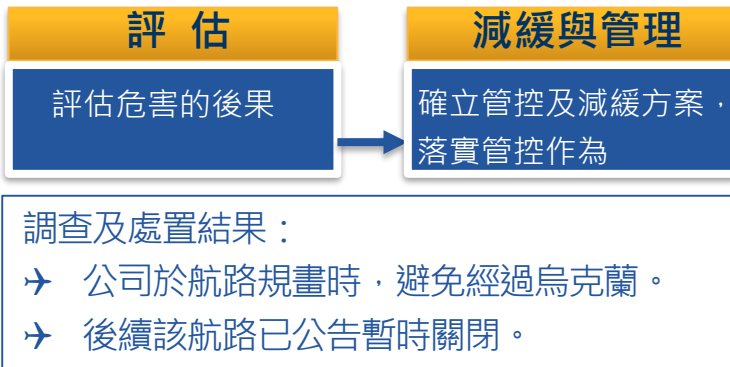 評 估
減緩與管理
評估危害的後果
確立管控及減緩方案，
落實管控作為
調查及處置結果：
✈ 公司於航路規畫時，避免經過烏克蘭。
✈ 後續該航路已公告暫時關閉。